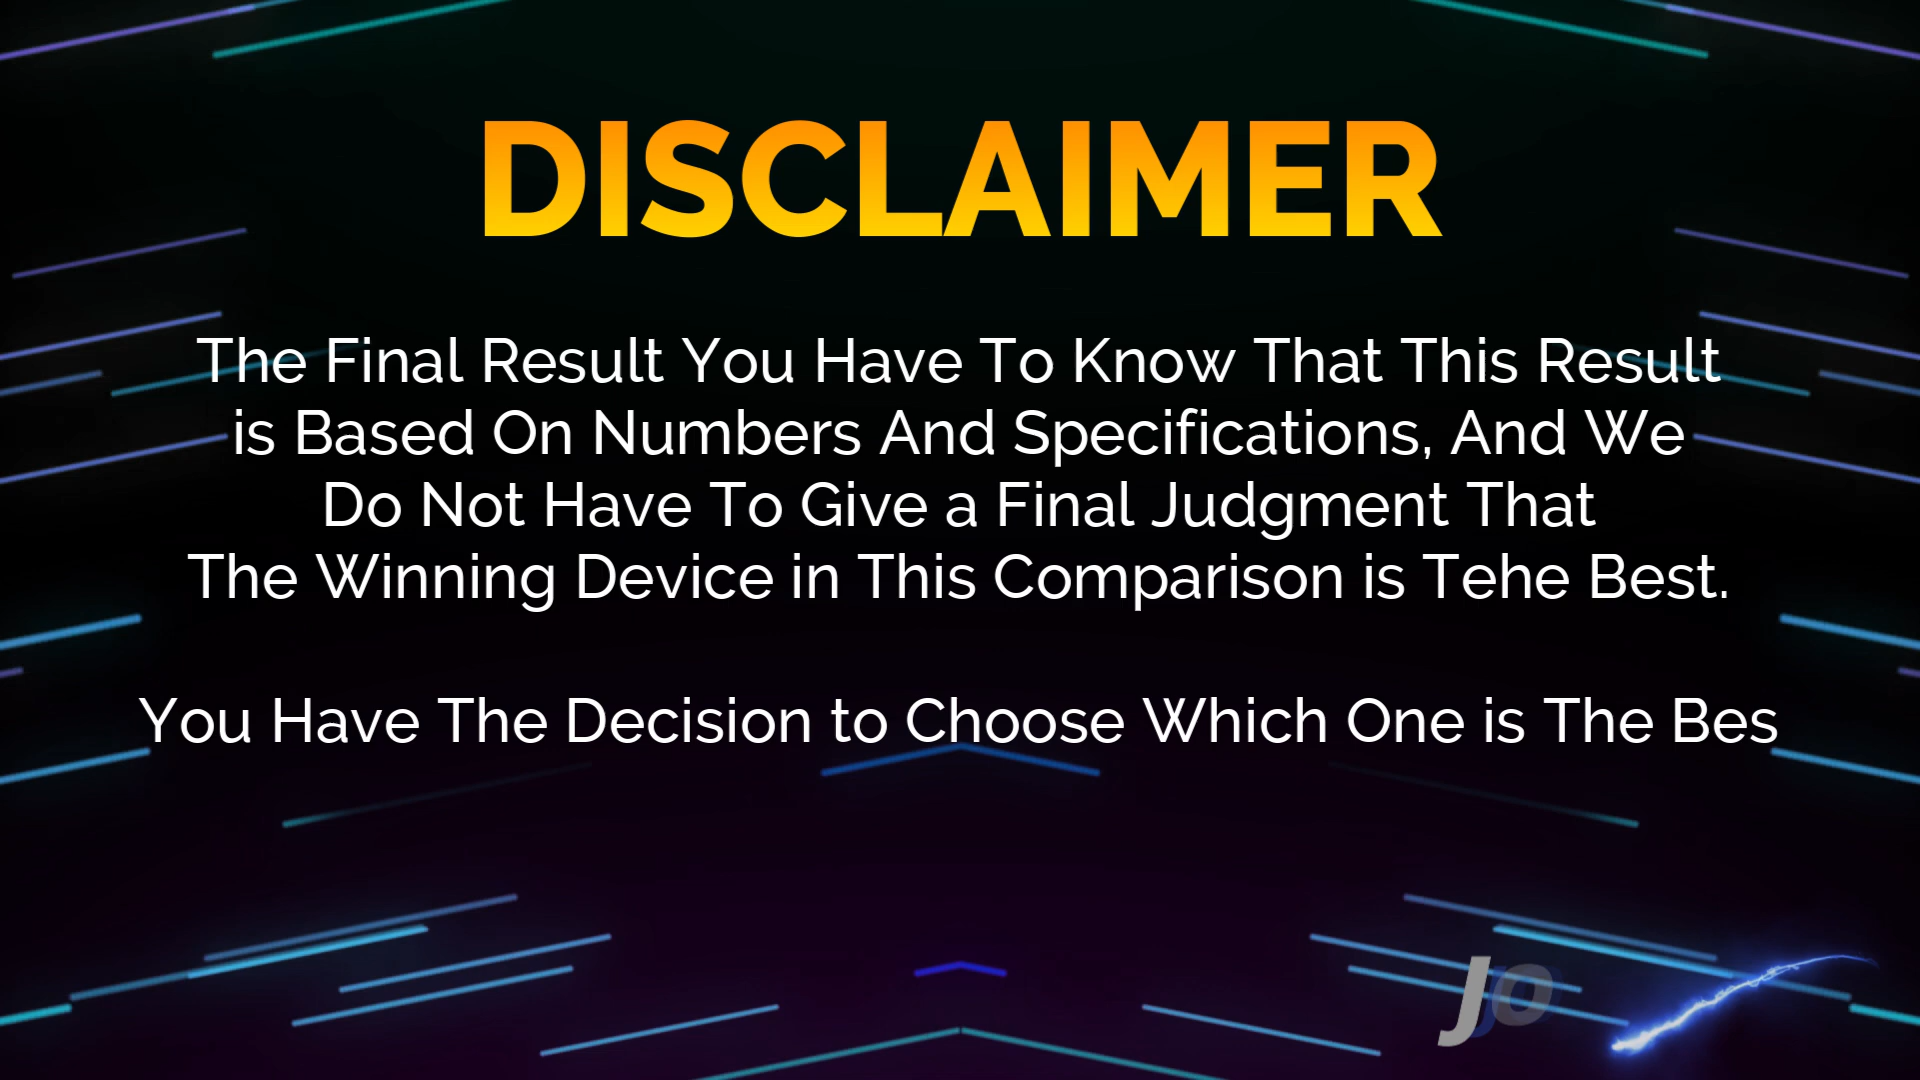 DISCLAIMER
The Final Result You Have To Know That This Result
is Based On Numbers And Specifications, And We
Do Not Have To Give a Final Judgment That
The Winning Device in This Comparison is Tehe Best.
You Have The Decision to Choose Which One is The Bes
JO